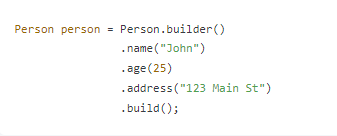 Person person = Person.builder()
.name("John")
.age(25)
.address("123 Main St")
.build();